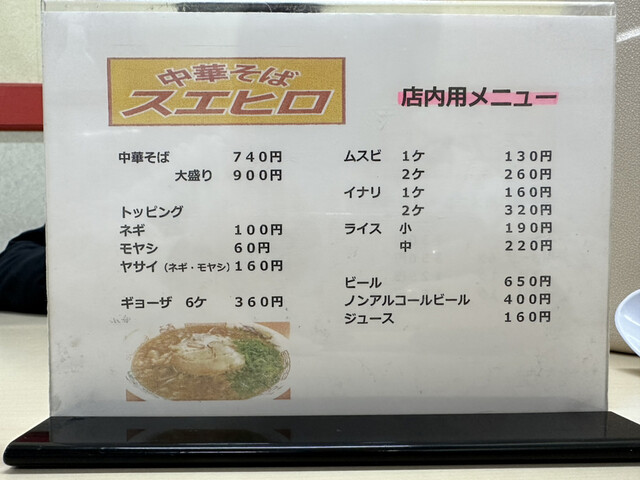 中華そば
スエヒロ
店内用メニュー
中華そば 740円
大盛り 900円
トッピング
ネギ 100円
モヤシ 60円
ヤサイ（ネギ・モヤシ）160円
ギョーザ 6ケ 360円
ムスビ 1ケ 130円
2ケ 260円
イナリ 1ケ 160円
2ケ 320円
ライス 小 190円
中 220円
ビール 650円
ノンアルコールビール 400円
ジュース 160円